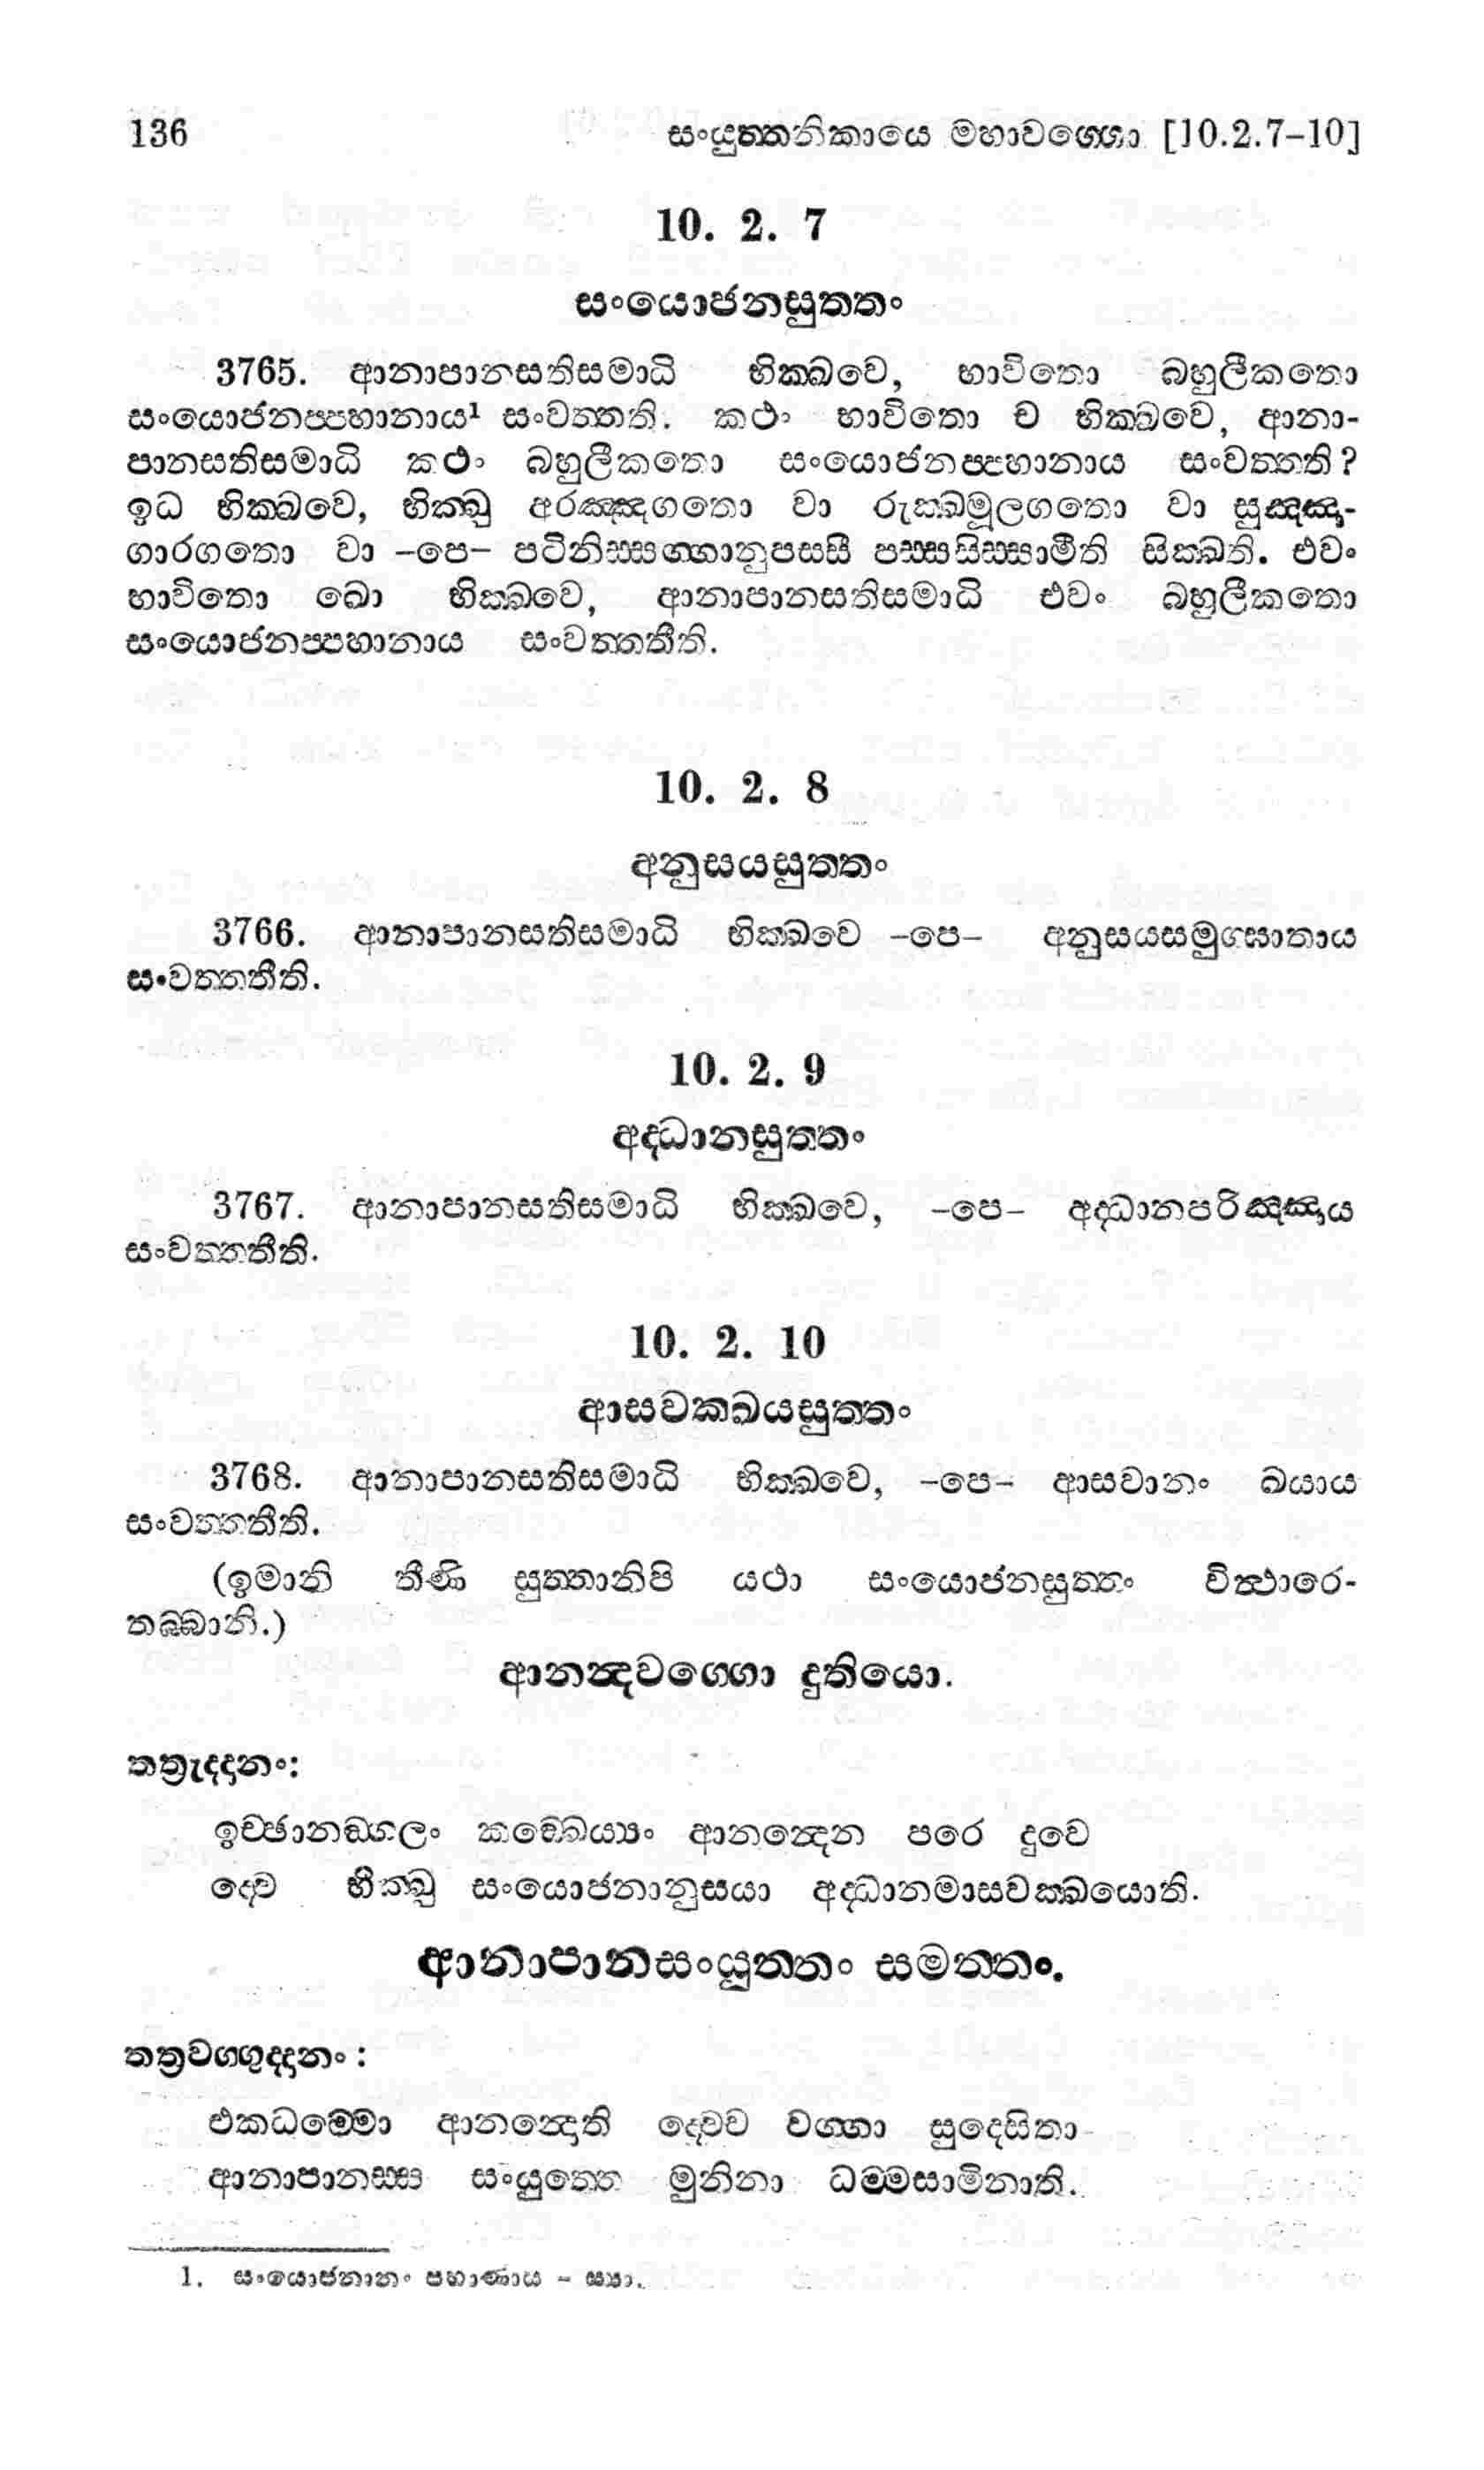 136 සංයුත්තනිකායෙ මහාවග්ගො [10.2.7–10]
10. 2. 7
සංයොජනසුත්තං
3765. ආනාපානසතිසමාධි භික්ඛවෙ, භාවිතො බහුලීකතො
සංයොජනප්පහානාය¹ සංවත්තති. කථං භාවිතො ච භික්ඛවෙ, ආනා-
පානසතිසමාධි කථං බහුලීකතො සංයොජනප්පහානාය සංවත්තති?
ඉධ භික්ඛවෙ, භික්ඛු අරඤ්ඤගතො වා රුක්ඛමූලගතො වා සුඤ්ඤා-
ගාරගතො වා –පෙ– පටිනිස්සග්ගානුපස්සී පස්සසිස්සාමීති සික්ඛති. එවං
භාවිතො ඛො භික්ඛවෙ, ආනාපානසතිසමාධි එවං බහුලීකතො
සංයොජනප්පහානාය සංවත්තතීති.
10. 2. 8
අනුසයසුත්තං
3766. ආනාපානසතිසමාධි භික්ඛවෙ –පෙ– අනුසයසමුග්ඝාතාය
සංවත්තතීති.
10. 2. 9
අද්ධානසුත්තං
3767. ආනාපානසතිසමාධි භික්ඛවෙ, –පෙ– අද්ධානපරිඤ්ඤාය
සංවත්තතීති.
10. 2. 10
ආසවක්ඛයසුත්තං
3768. ආනාපානසතිසමාධි භික්ඛවෙ, –පෙ– ආසවානං ඛයාය
සංවත්තතීති.
(ඉමානි තීණි සුත්තානිපි යථා සංයොජනසුත්තං විත්ථාරෙ-
තබ්බානි.)
ආනන්දවග්ගො දුතියො.
තත්‍රැද්දානං:
ඉච්ඡානඞ්ගලං කඞ්ඛෙය්‍යං ආනන්දෙන පරෙ දුවෙ
ද්වෙ භික්ඛු සංයොජනානුසයා අද්ධානමාසවක්ඛයොති.
ආනාපානසංයුත්තං සමත්තං.
තත්‍රවග්ගුද්දානං :
එකධම්මො ආනන්දොති ද්වෙව වග්ගා සුදෙසිතා
ආනාපානස්ස සංයුත්තෙ මුනිනා ධම්මසාමිනාති.
1. සංයොජනානං පහාණාය – ස්‍යා.